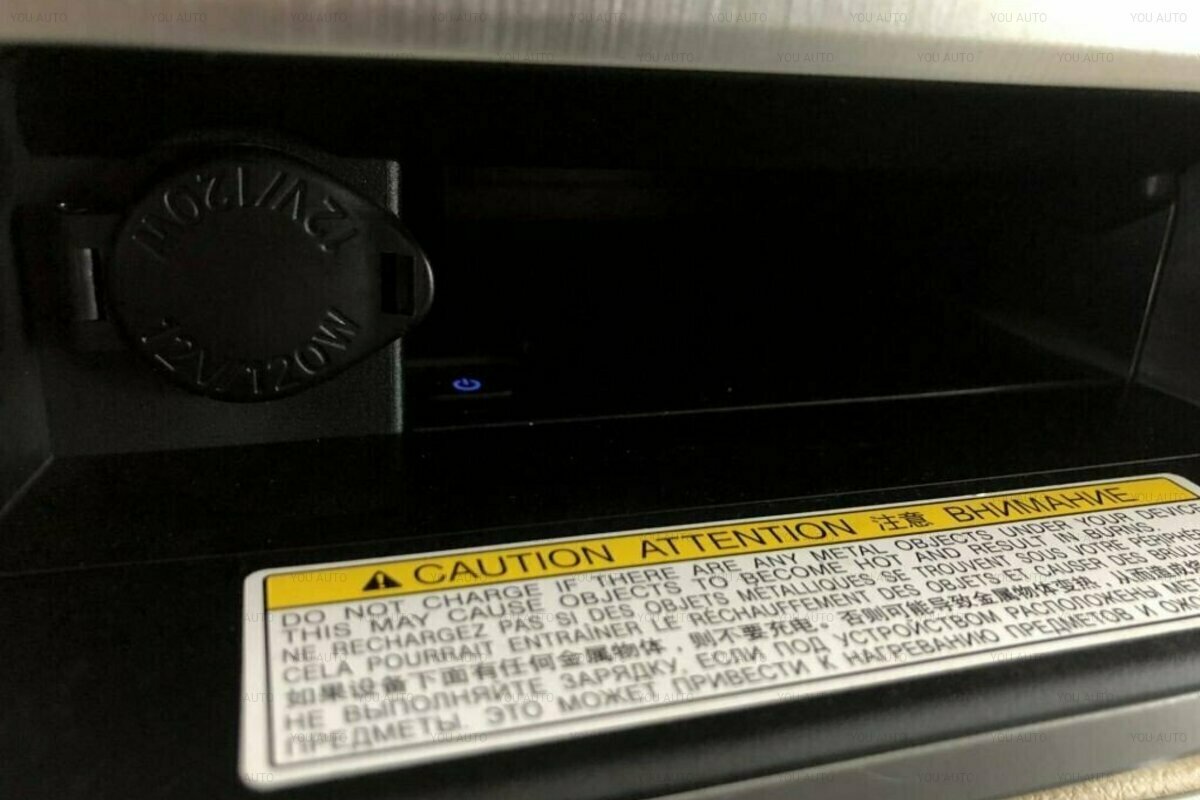 12V/120W
12V/120W
CAUTION ATTENTION 注意 ВНИМАНИЕ
DO NOT CHARGE IF THERE ARE ANY METAL OBJECTS UNDER YOUR DEVICE
THIS MAY CAUSE OBJECTS TO BECOME HOT AND RESULT IN BURNS
NE RECHARGEZ PAS SI DES OBJETS MÉTALLIQUES SE TROUVENT SOUS VOTRE
CELA POURRAIT ENTRAÎNER LE RÉCHAUFFEMENT DES OBJETS ET CAUSER DES
如果设备下面有任何金属物体，则不要充电。否则可能导致金属物体变热，从而
НЕ ВЫПОЛНЯЙТЕ ЗАРЯДКУ, ЕСЛИ ПОД УСТРОЙСТВОМ РАСПОЛОЖЕНЫ
ПРЕДМЕТЫ. ЭТО МОЖЕТ ПРИВЕСТИ К НАГРЕВАНИЮ ПРЕДМЕТОВ И
YOU AUTO